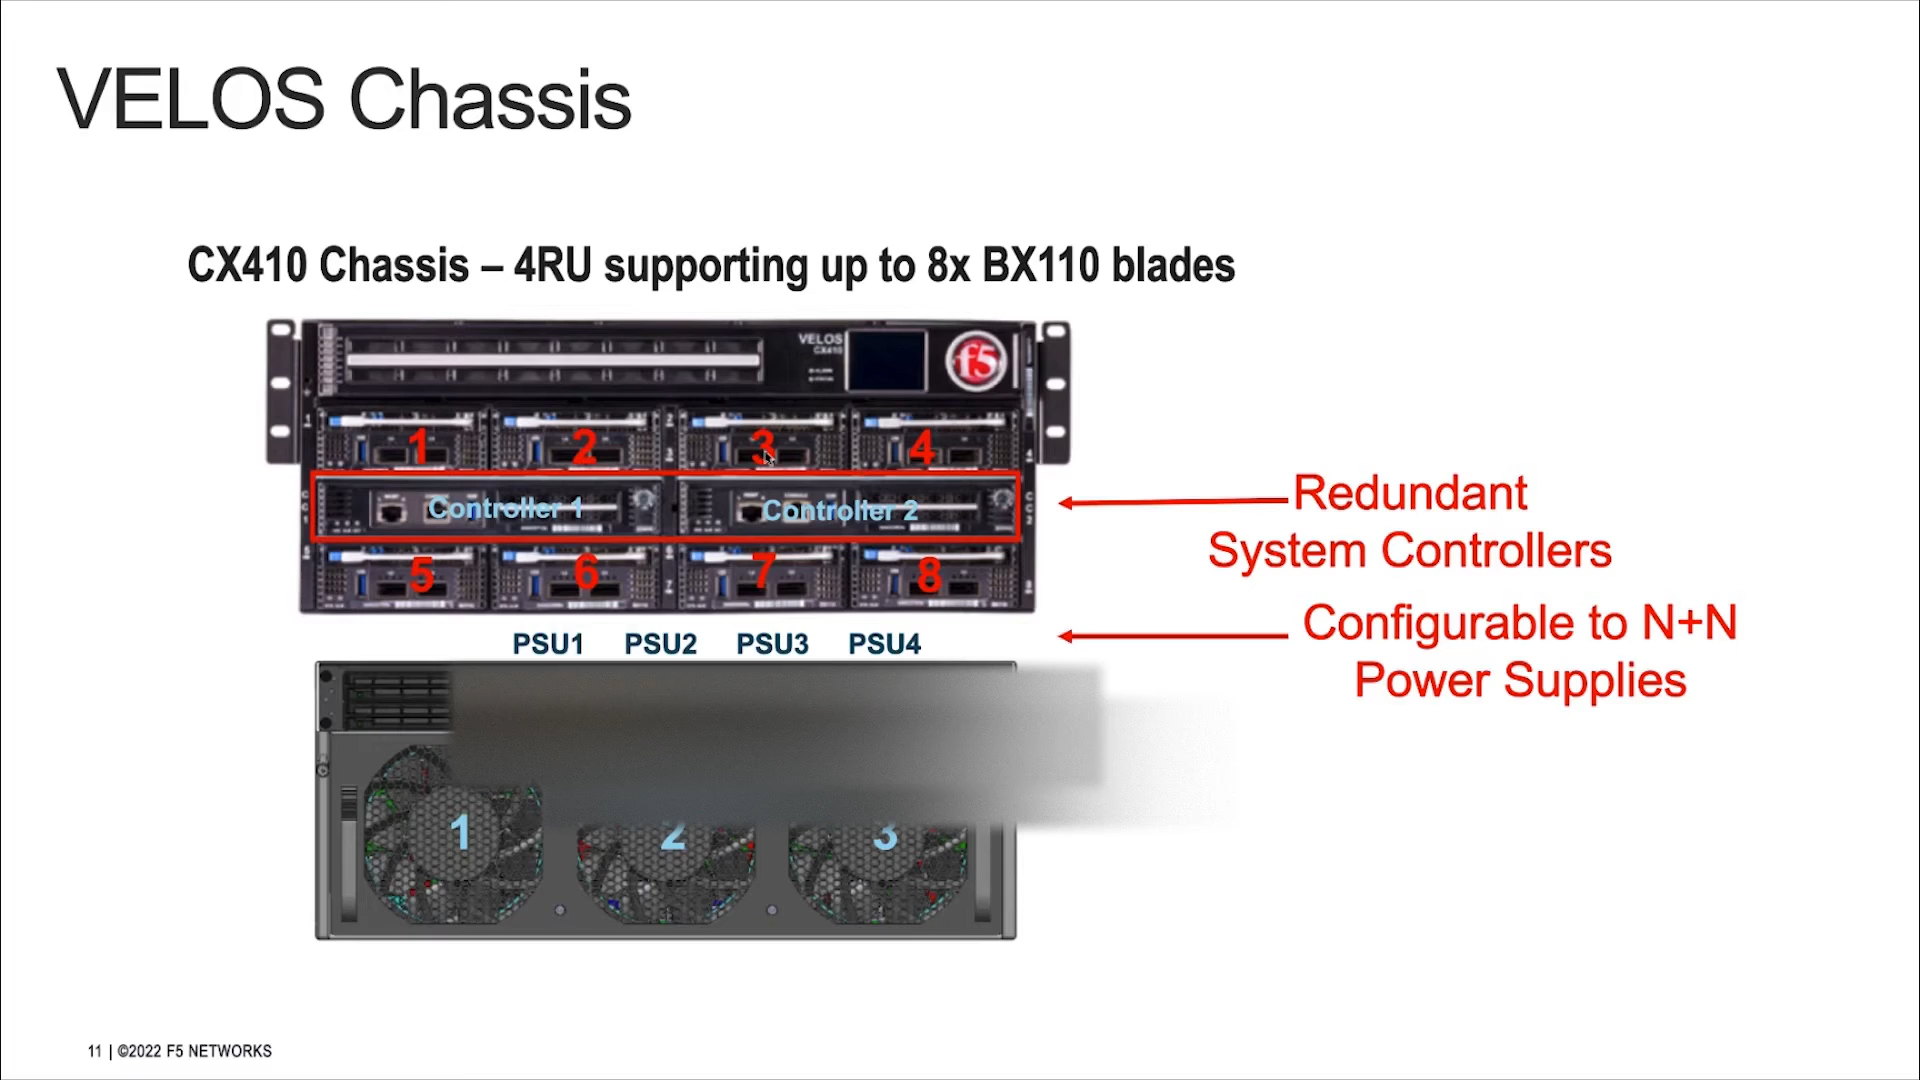 VELOS Chassis
CX410 Chassis – 4RU supporting up to 8x BX110 blades
VELOS
CX410
f5
1 2 3 4
Controller 1 Controller 2
5 6 7 8
Redundant
System Controllers
PSU1 PSU2 PSU3 PSU4
Configurable to N+N
Power Supplies
1 2 3
11 | ©2022 F5 NETWORKS